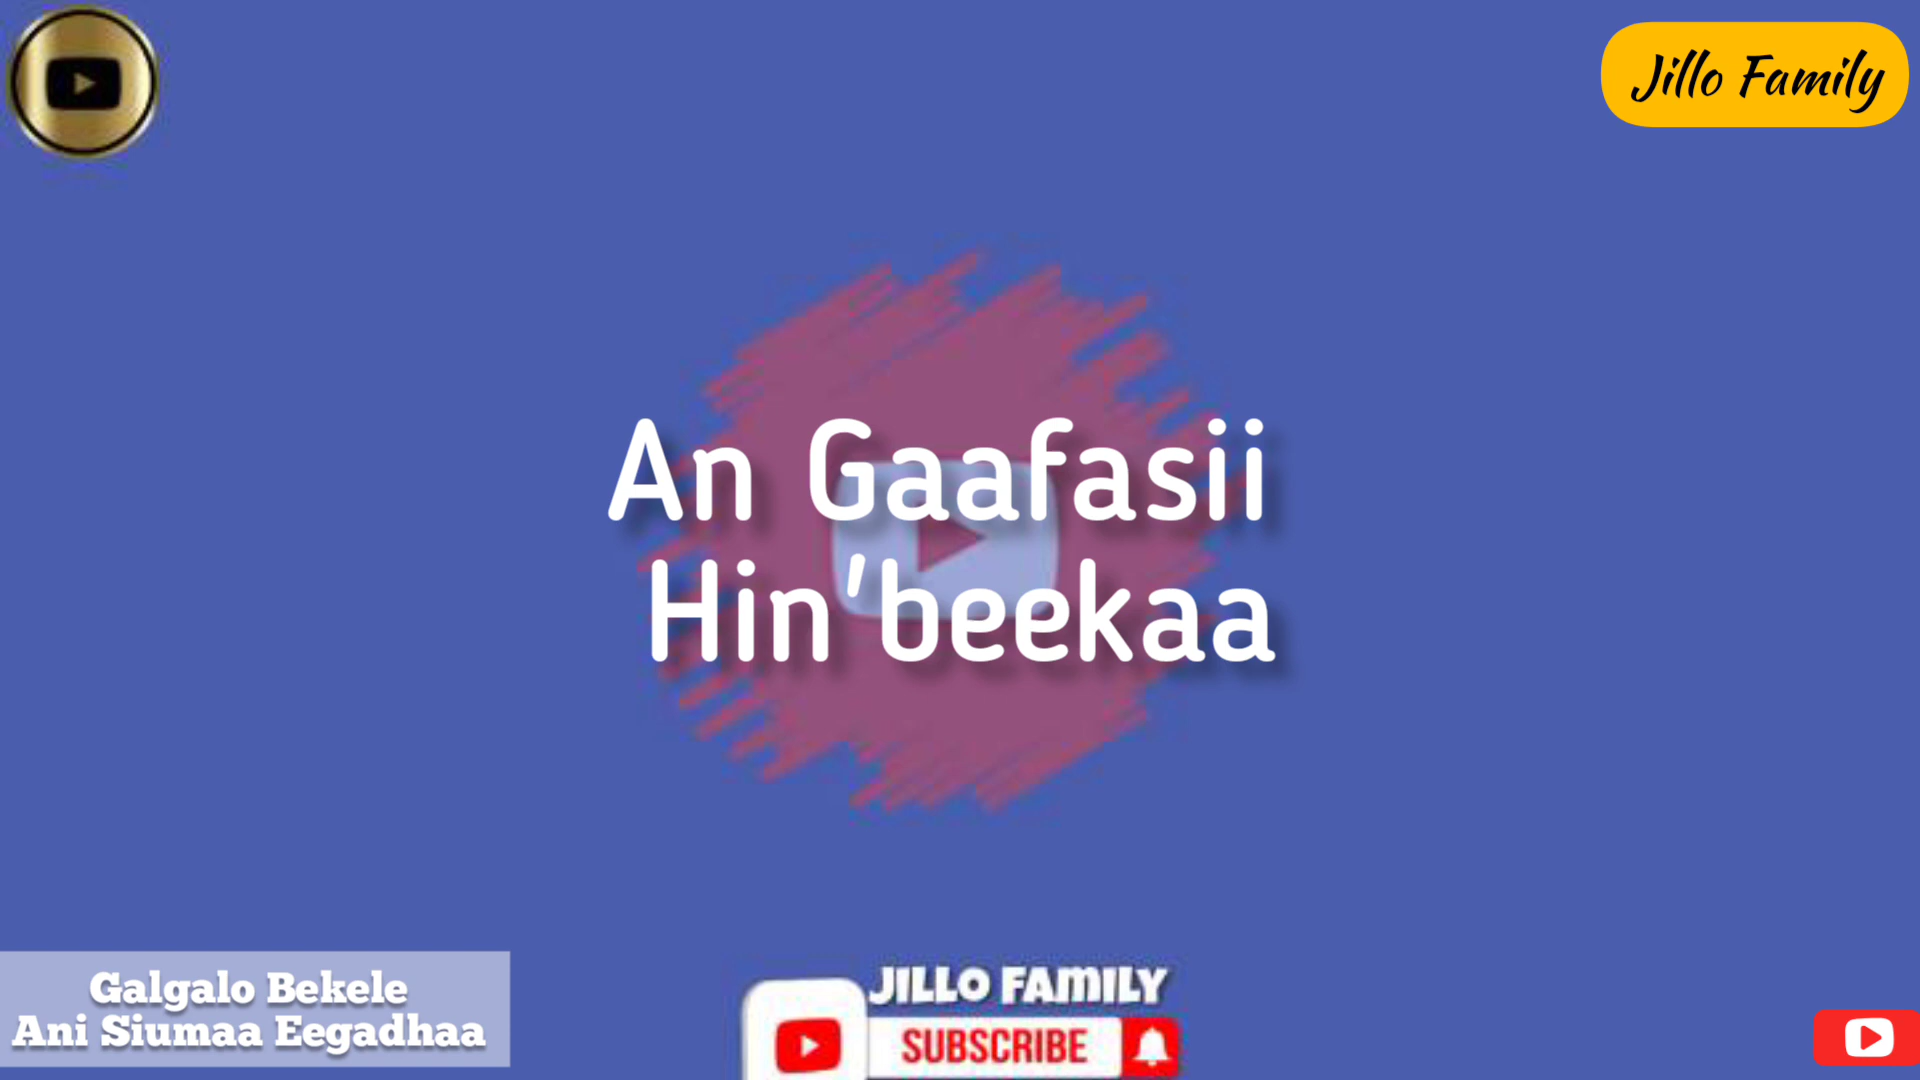 Jillo Family
An Gaafasii
Hin'beekaa
Galgalo Bekele
Ani Siumaa Eegadhaa
JILLO FAMILY
SUBSCRIBE